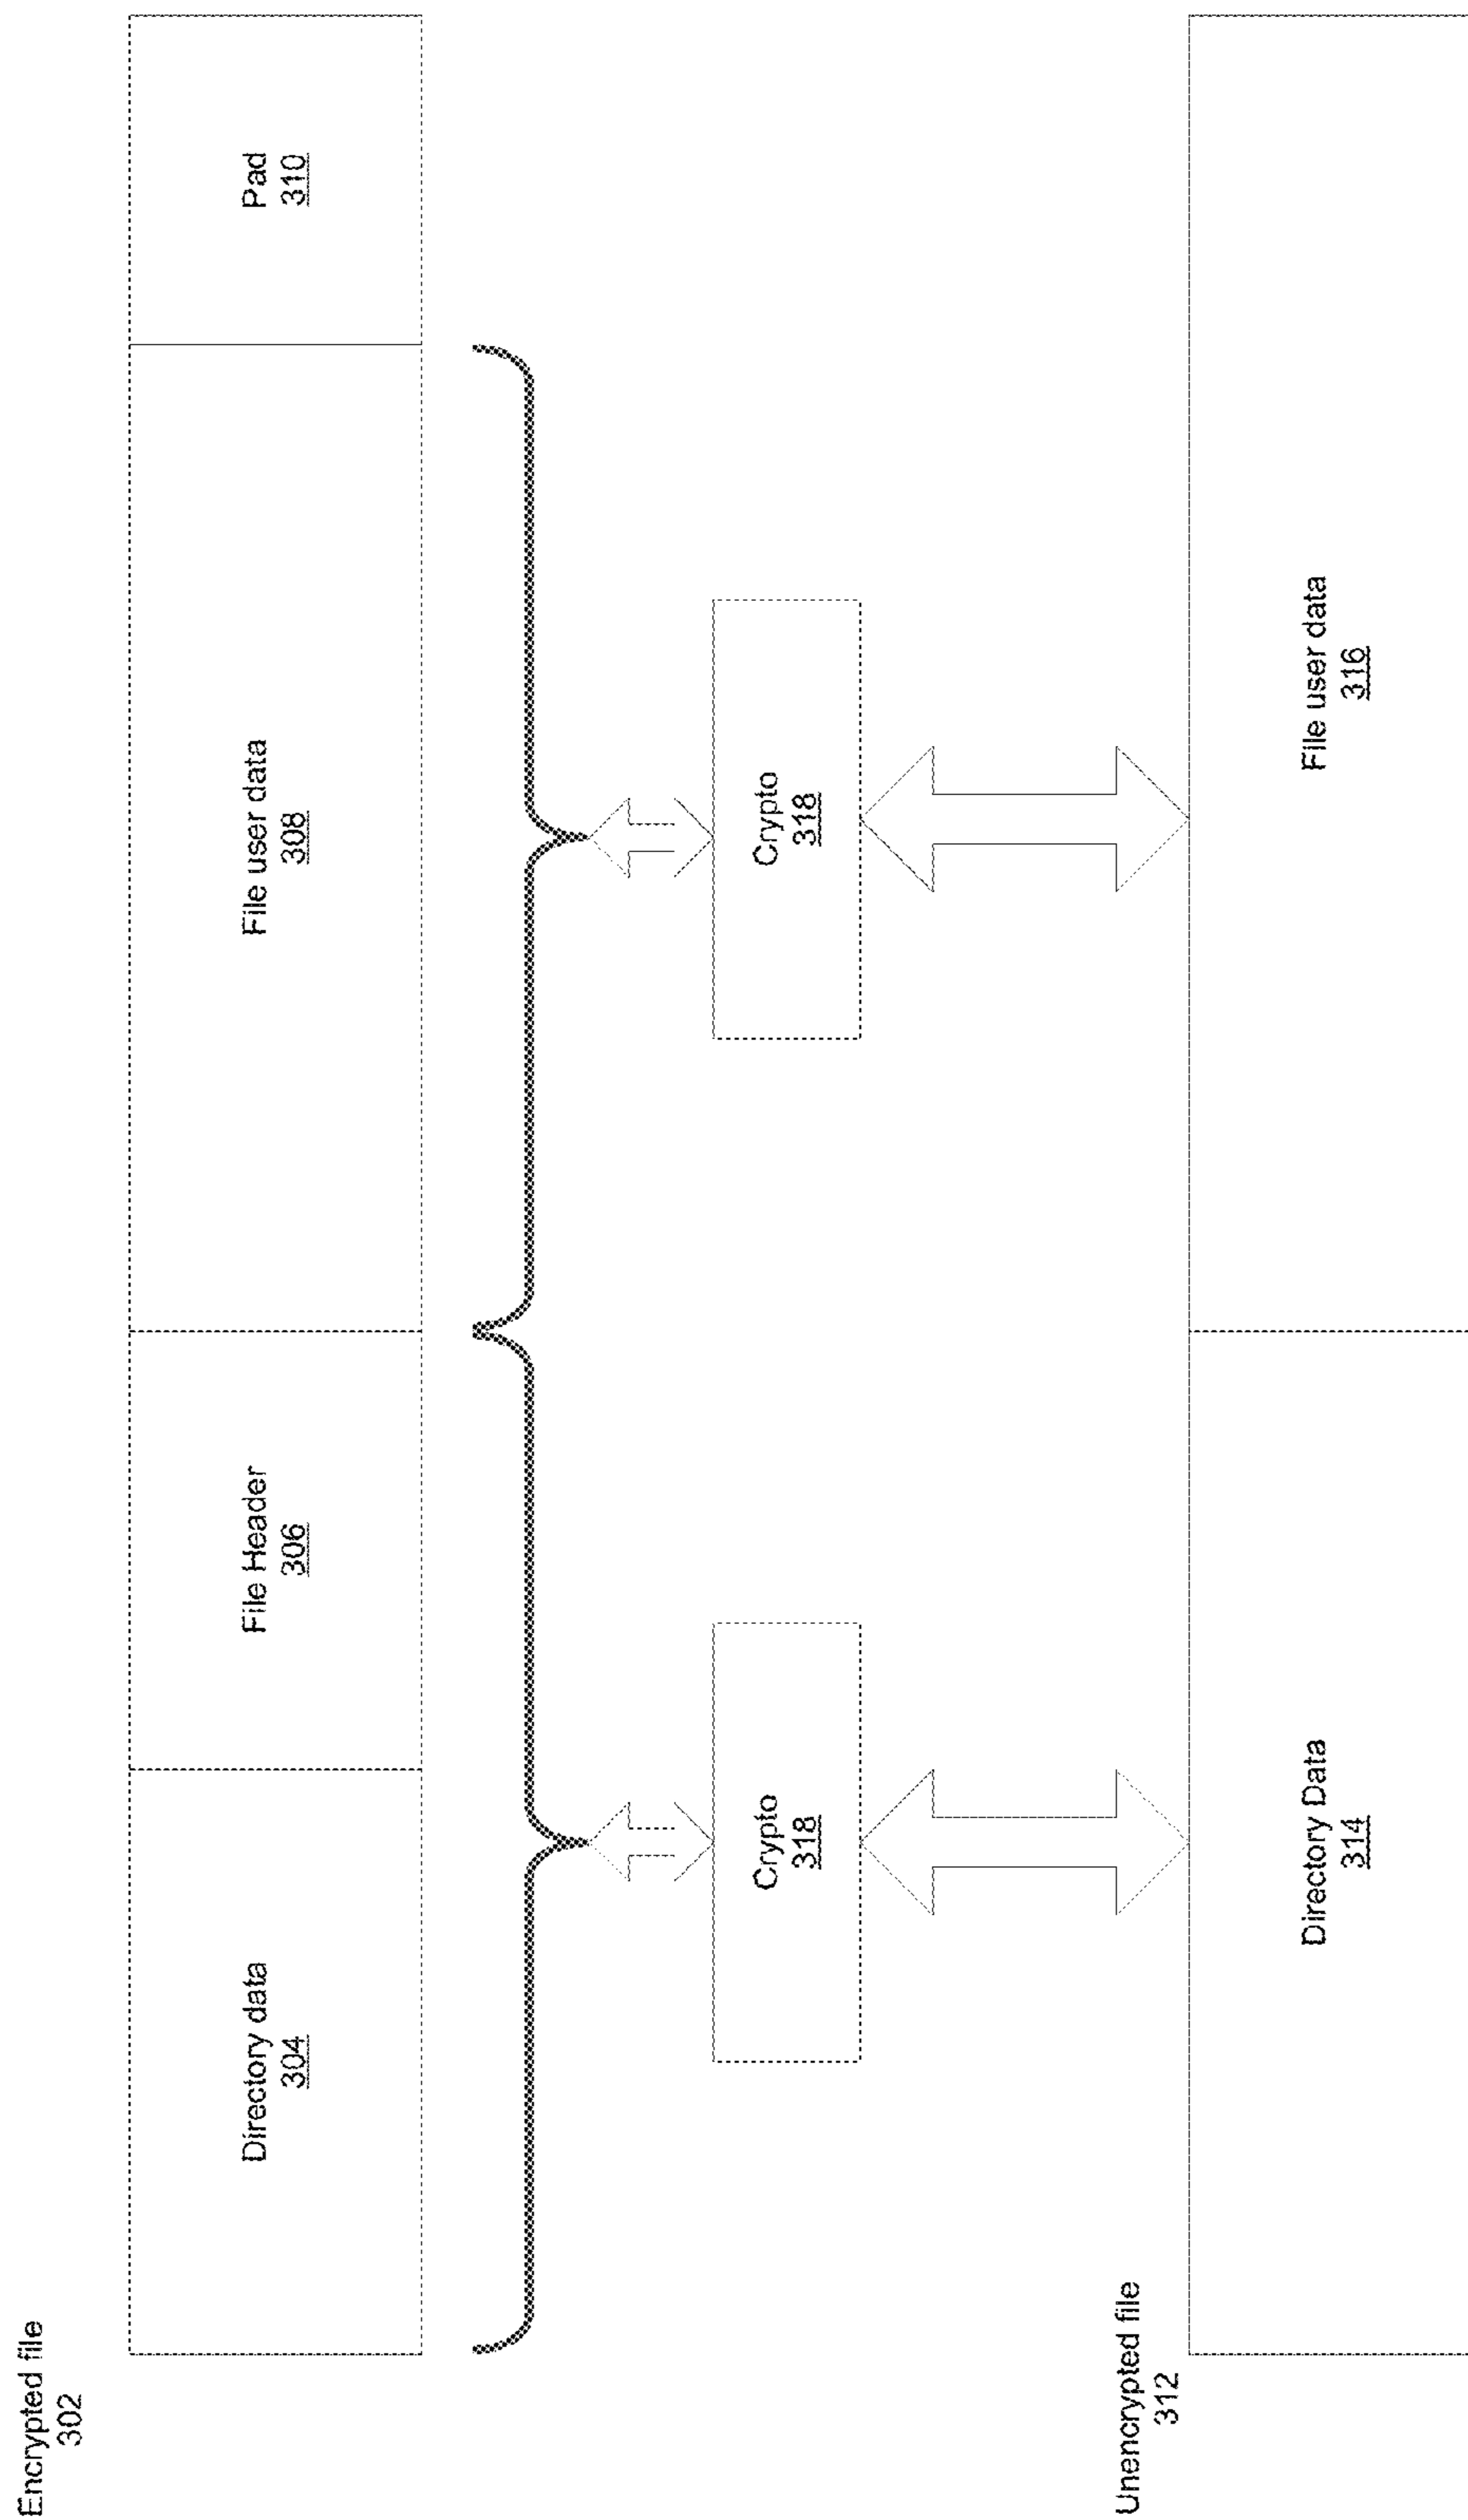 Encrypted file
302
Directory data
304
File Header
306
File user data
308
Pad
310
Crypto
318
Crypto
318
Unencrypted file
312
Directory Data
314
File user data
316